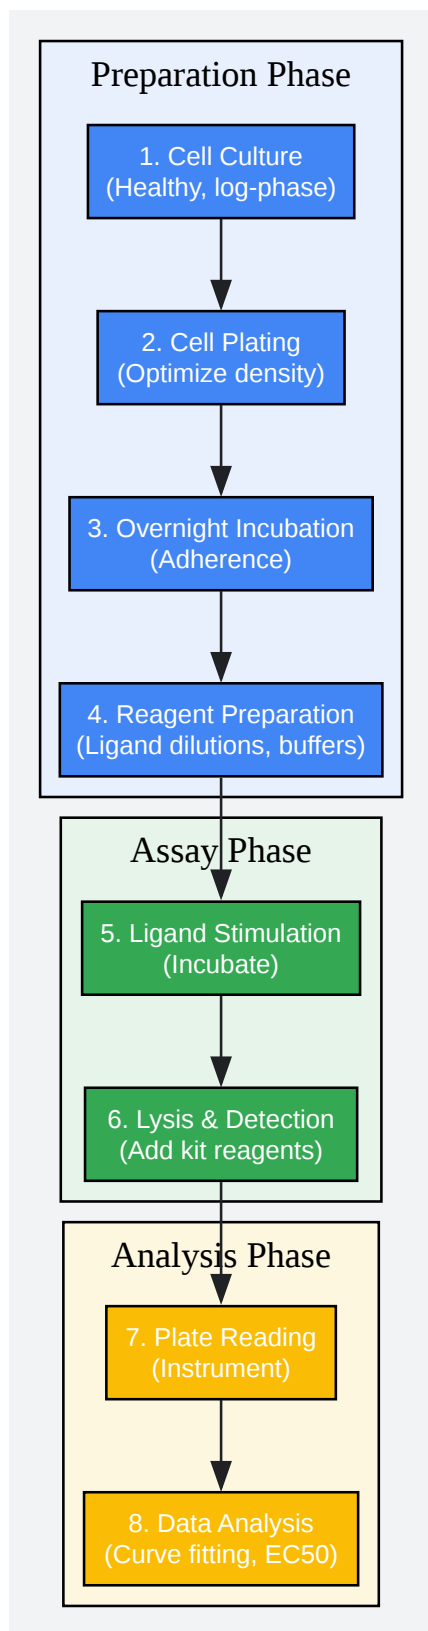 Preparation Phase
1. Cell Culture
(Healthy, log-phase)
2. Cell Plating
(Optimize density)
3. Overnight Incubation
(Adherence)
4. Reagent Preparation
(Ligand dilutions, buffers)
Assay Phase
5. Ligand Stimulation
(Incubate)
6. Lysis & Detection
(Add kit reagents)
Analysis Phase
7. Plate Reading
(Instrument)
8. Data Analysis
(Curve fitting, EC50)